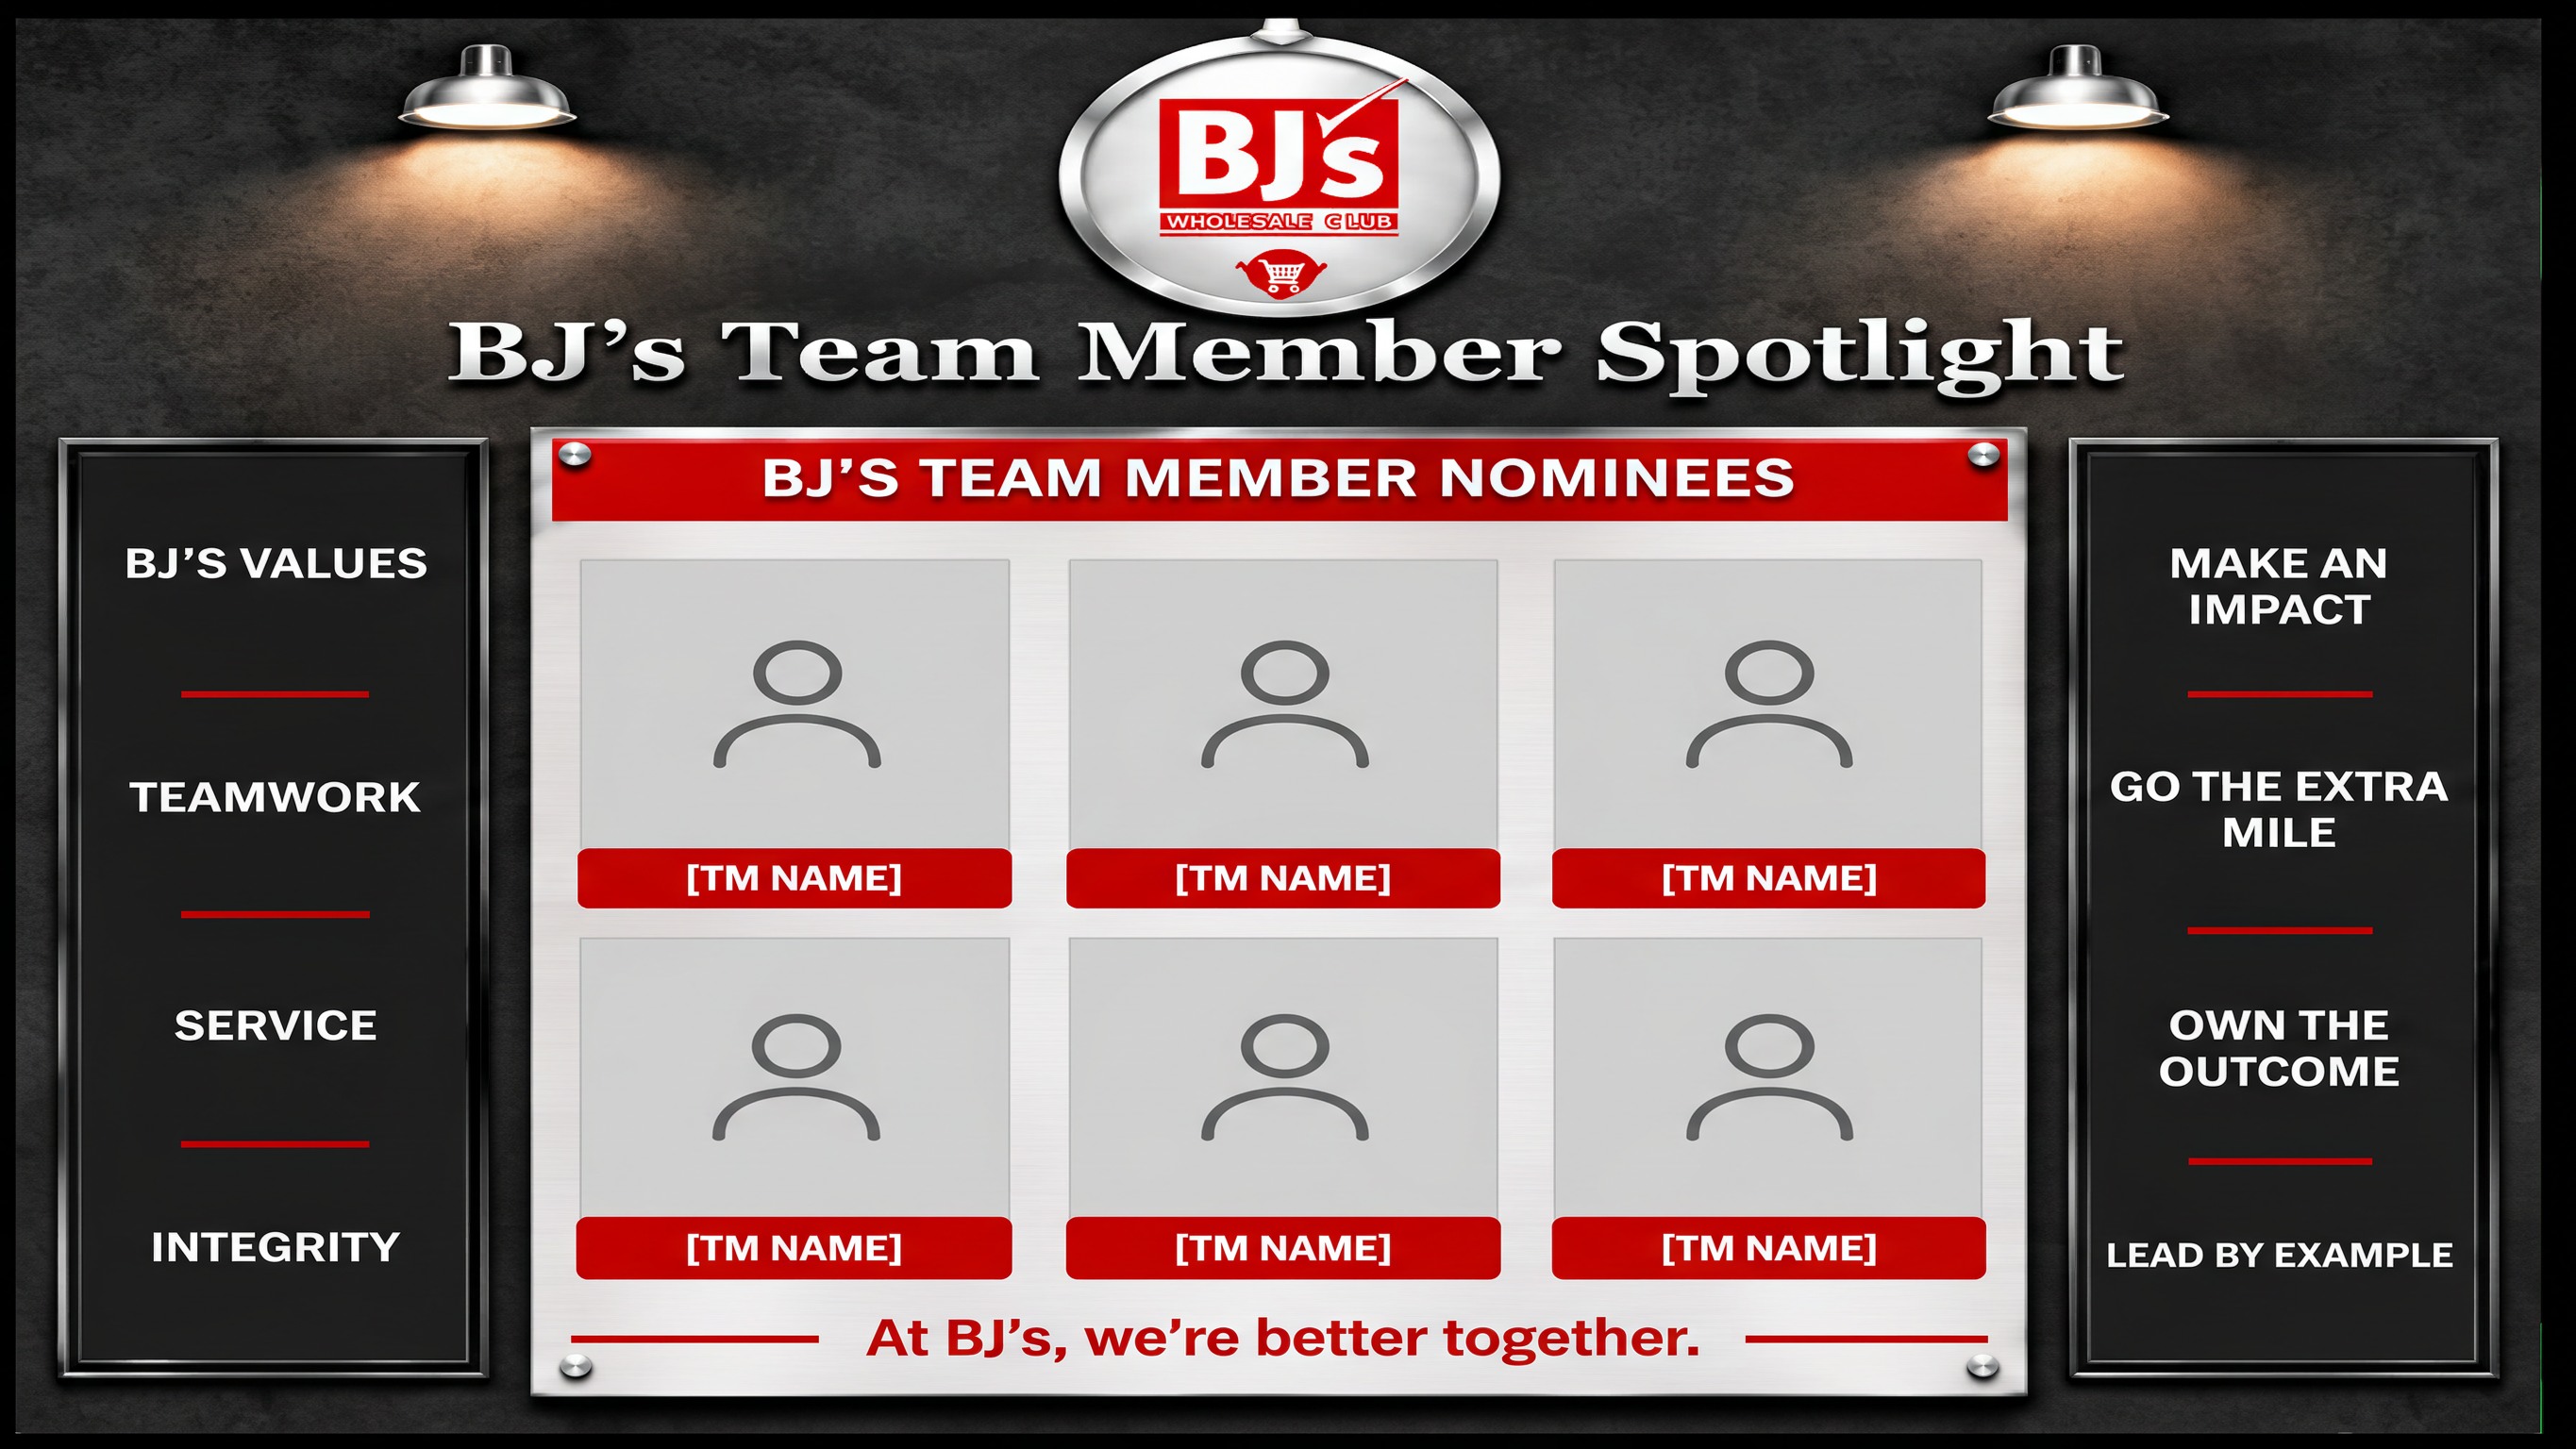 BJ's
WHOLESALE CLUB
BJ's Team Member Spotlight
BJ'S VALUES
TEAMWORK
SERVICE
INTEGRITY
BJ'S TEAM MEMBER NOMINEES
[TM NAME]
[TM NAME]
[TM NAME]
[TM NAME]
[TM NAME]
[TM NAME]
At BJ's, we're better together.
MAKE AN
IMPACT
GO THE EXTRA
MILE
OWN THE
OUTCOME
LEAD BY EXAMPLE